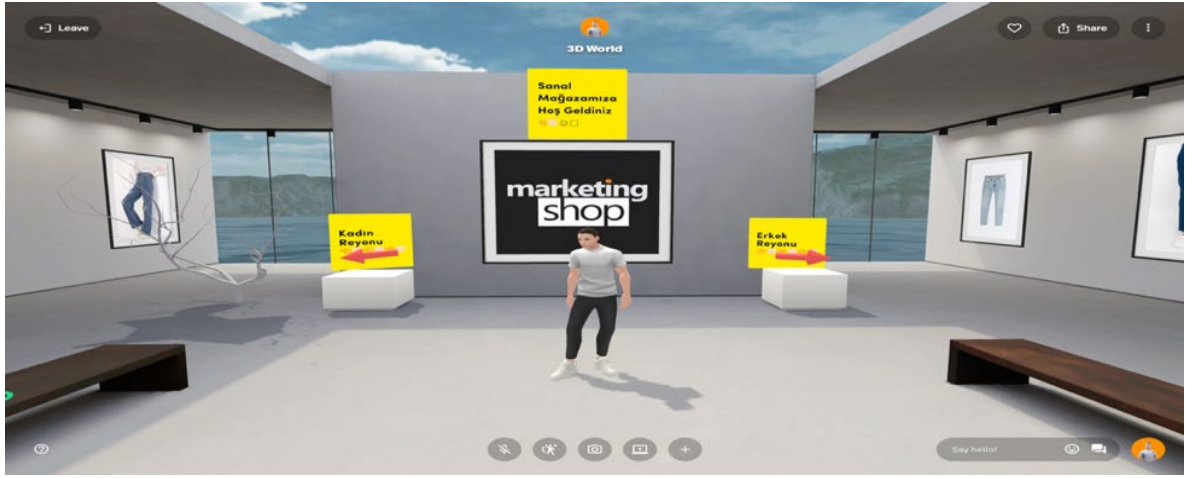 Leave
3D World
Share
Sanal
Mağazamıza
Hoş Geldiniz
marketing
shop
Kadın
Reyonu
Erkek
Reyonu
Say hello!